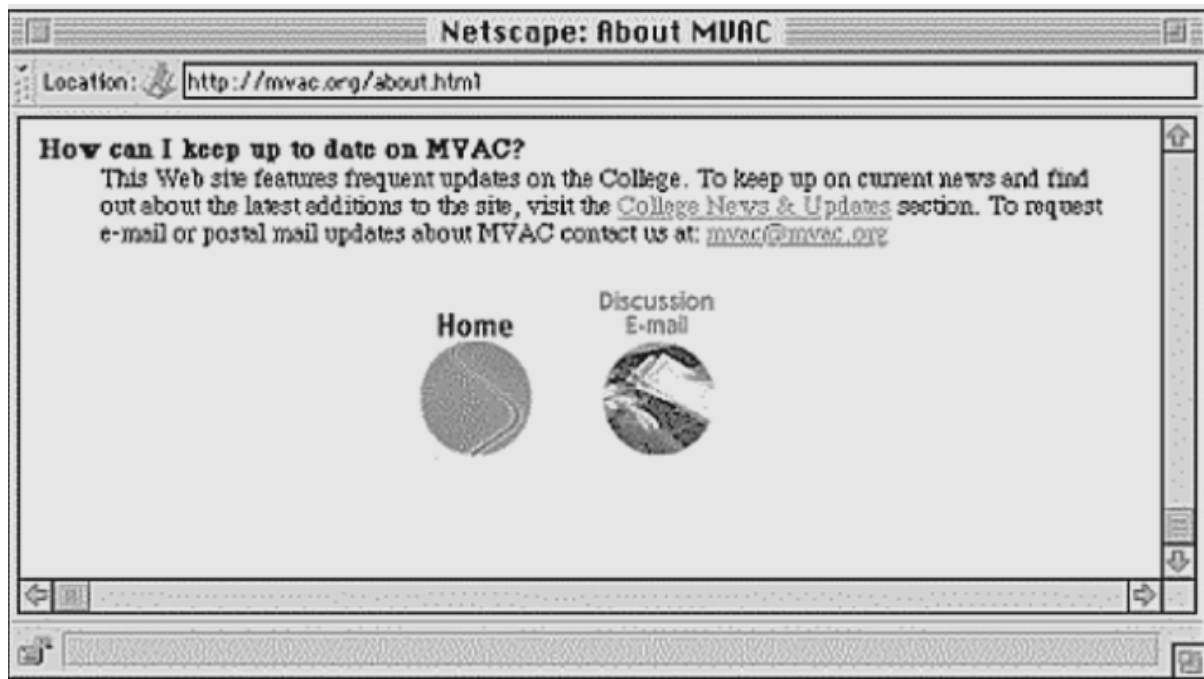 Netscape: About MVAC
Location: http://mvac.org/about.html
How can I keep up to date on MVAC?
This Web site features frequent updates on the College. To keep up on current news and find
out about the latest additions to the site, visit the College News & Updates section. To request
e-mail or postal mail updates about MVAC contact us at: mvac@mvac.org
Home
Discussion
E-mail